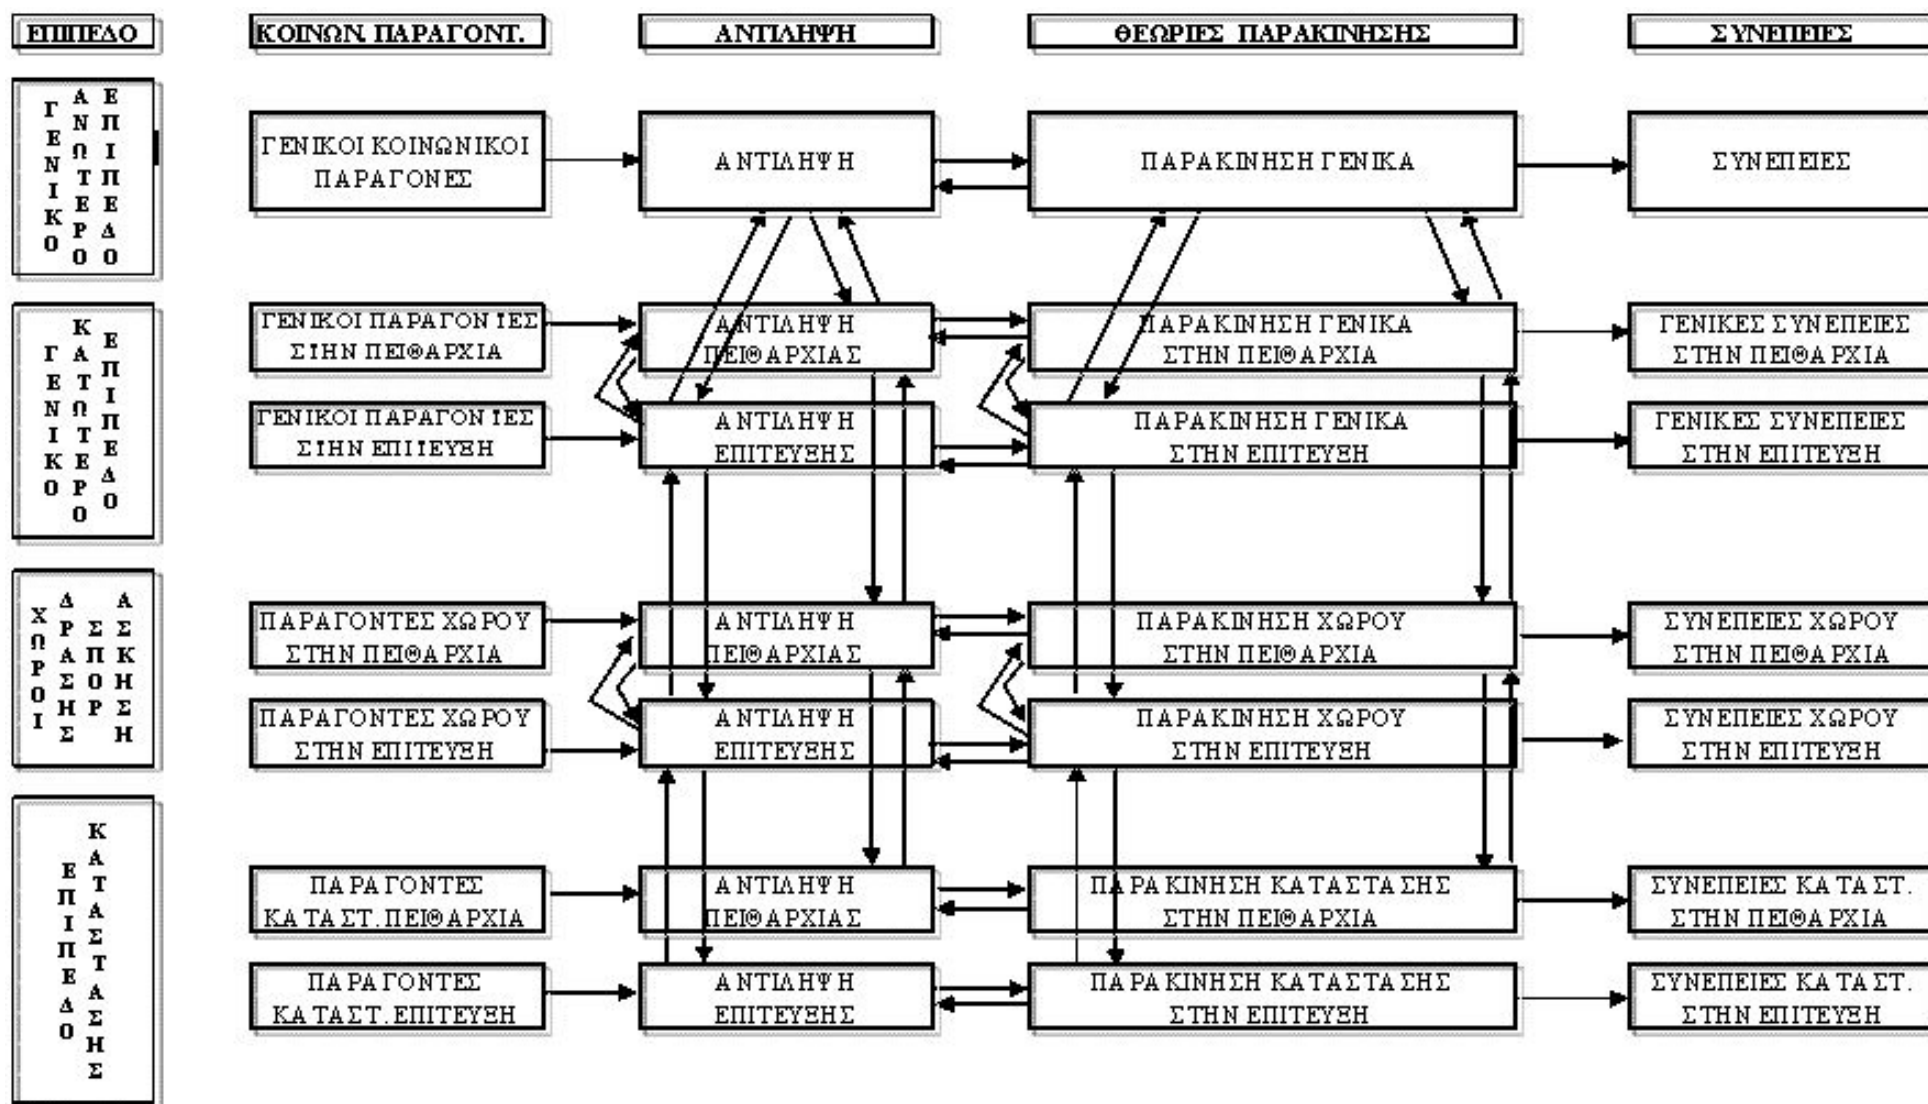 ΕΠΙΠΕΔΟ
ΚΟΙΝΩΝ. ΠΑΡΑΓΟΝΤ.
ΑΝΤΙΛΗΨΗ
ΘΕΩΡΙΕΣ ΠΑΡΑΚΙΝΗΣΗΣ
ΣΥΝΕΠΕΙΕΣ
ΓΕΝΙΚΟ
ΑΝΩΤΕΡΟ
ΕΠΙΠΕΔΟ
ΓΕΝΙΚΟΙ ΚΟΙΝΩΝΙΚΟΙ
ΠΑΡΑΓΟΝΕΣ
ΑΝΤΙΛΗΨΗ
ΠΑΡΑΚΙΝΗΣΗ ΓΕΝΙΚΑ
ΣΥΝΕΠΕΙΕΣ
ΓΕΝΙΚΟ
ΚΑΤΩΤΕΡΟ
ΕΠΙΠΕΔΟ
ΓΕΝΙΚΟΙ ΠΑΡΑΓΟΝΤΕΣ
ΣΤΗΝ ΠΕΙΘΑΡΧΙΑ
ΑΝΤΙΛΗΨΗ
ΠΕΙΘΑΡΧΙΑΣ
ΠΑΡΑΚΙΝΗΣΗ ΓΕΝΙΚΑ
ΣΤΗΝ ΠΕΙΘΑΡΧΙΑ
ΓΕΝΙΚΕΣ ΣΥΝΕΠΕΙΕΣ
ΣΤΗΝ ΠΕΙΘΑΡΧΙΑ
ΓΕΝΙΚΟΙ ΠΑΡΑΓΟΝΤΕΣ
ΣΤΗΝ ΕΠΙΤΕΥΞΗ
ΑΝΤΙΛΗΨΗ
ΕΠΙΤΕΥΞΗΣ
ΠΑΡΑΚΙΝΗΣΗ ΓΕΝΙΚΑ
ΣΤΗΝ ΕΠΙΤΕΥΞΗ
ΓΕΝΙΚΕΣ ΣΥΝΕΠΕΙΕΣ
ΣΤΗΝ ΕΠΙΤΕΥΞΗ
ΧΩΡΟΙ
ΔΡΑΣΗΣ
ΣΠΟΡ
ΑΣΚΗΣΗ
ΠΑΡΑΓΟΝΤΕΣ ΧΩΡΟΥ
ΣΤΗΝ ΠΕΙΘΑΡΧΙΑ
ΑΝΤΙΛΗΨΗ
ΠΕΙΘΑΡΧΙΑΣ
ΠΑΡΑΚΙΝΗΣΗ ΧΩΡΟΥ
ΣΤΗΝ ΠΕΙΘΑΡΧΙΑ
ΣΥΝΕΠΕΙΕΣ ΧΩΡΟΥ
ΣΤΗΝ ΠΕΙΘΑΡΧΙΑ
ΠΑΡΑΓΟΝΤΕΣ ΧΩΡΟΥ
ΣΤΗΝ ΕΠΙΤΕΥΞΗ
ΑΝΤΙΛΗΨΗ
ΕΠΙΤΕΥΞΗΣ
ΠΑΡΑΚΙΝΗΣΗ ΧΩΡΟΥ
ΣΤΗΝ ΕΠΙΤΕΥΞΗ
ΣΥΝΕΠΕΙΕΣ ΧΩΡΟΥ
ΣΤΗΝ ΕΠΙΤΕΥΞΗ
ΕΠΙΠΕΔΟ
ΚΑΤΑΣΤΑΣΗΣ
ΠΑΡΑΓΟΝΤΕΣ
ΚΑΤΑΣΤ. ΠΕΙΘΑΡΧΙΑ
ΑΝΤΙΛΗΨΗ
ΠΕΙΘΑΡΧΙΑΣ
ΠΑΡΑΚΙΝΗΣΗ ΚΑΤΑΣΤΑΣΗΣ
ΣΤΗΝ ΠΕΙΘΑΡΧΙΑ
ΣΥΝΕΠΕΙΕΣ ΚΑΤΑΣΤ.
ΣΤΗΝ ΠΕΙΘΑΡΧΙΑ
ΠΑΡΑΓΟΝΤΕΣ
ΚΑΤΑΣΤ. ΕΠΙΤΕΥΞΗ
ΑΝΤΙΛΗΨΗ
ΕΠΙΤΕΥΞΗΣ
ΠΑΡΑΚΙΝΗΣΗ ΚΑΤΑΣΤΑΣΗΣ
ΣΤΗΝ ΕΠΙΤΕΥΞΗ
ΣΥΝΕΠΕΙΕΣ ΚΑΤΑΣΤ.
ΣΤΗΝ ΕΠΙΤΕΥΞΗ